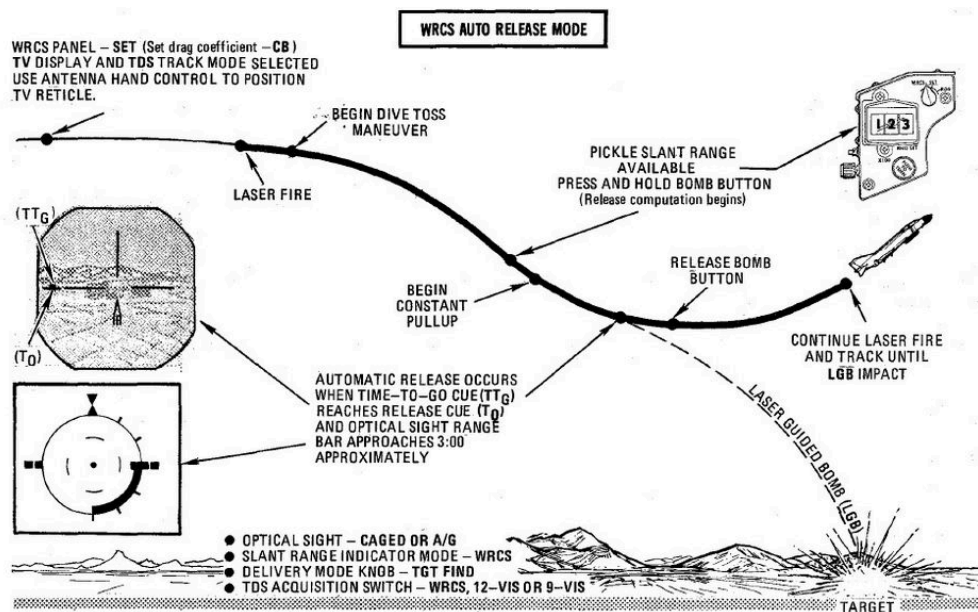 WRCS AUTO RELEASE MODE
WRCS PANEL – SET (Set drag coefficient –CB)
TV DISPLAY AND TDS TRACK MODE SELECTED
USE ANTENNA HAND CONTROL TO POSITION
TV RETICLE.
BEGIN DIVE TOSS
MANEUVER
LASER FIRE
PICKLE SLANT RANGE
AVAILABLE
PRESS AND HOLD BOMB BUTTON
(Release computation begins)
1 2 3
(TTG)
(TO)
BEGIN
CONSTANT
PULLUP
RELEASE BOMB
BUTTON
CONTINUE LASER FIRE
AND TRACK UNTIL
LGB IMPACT
AUTOMATIC RELEASE OCCURS
WHEN TIME–TO–GO CUE(TTG)
REACHES RELEASE CUE (TO)
AND OPTICAL SIGHT RANGE
BAR APPROACHES 3:00
APPROXIMATELY
LASER GUIDED BOMB (LGB)
● OPTICAL SIGHT – CAGED OR A/G
● SLANT RANGE INDICATOR MODE – WRCS
● DELIVERY MODE KNOB – TGT FIND
● TDS ACQUISITION SWITCH – WRCS, 12–VIS OR 9–VIS
TARGET